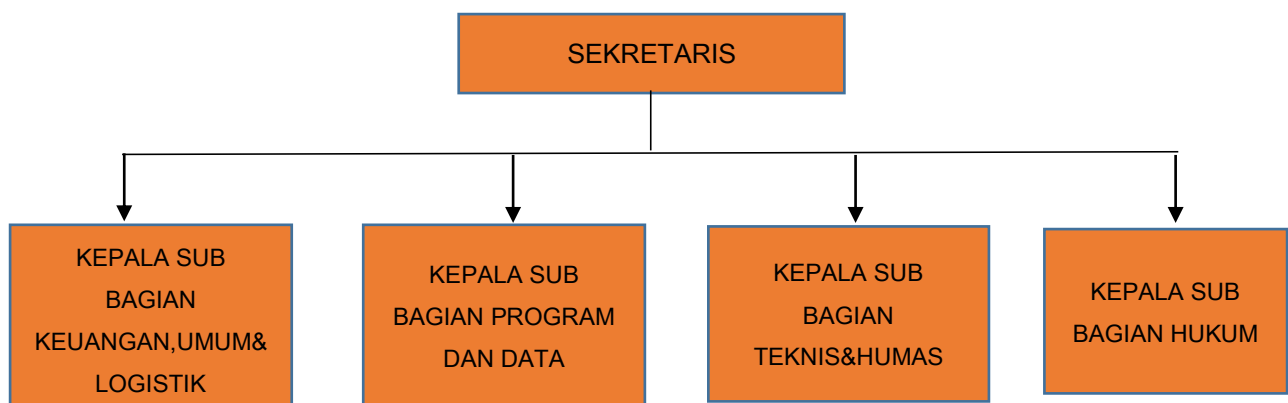 SEKRETARIS
KEPALA SUB
BAGIAN
KEUANGAN,UMUM&
LOGISTIK
KEPALA SUB
BAGIAN PROGRAM
DAN DATA
KEPALA SUB
BAGIAN
TEKNIS&HUMAS
KEPALA SUB
BAGIAN HUKUM